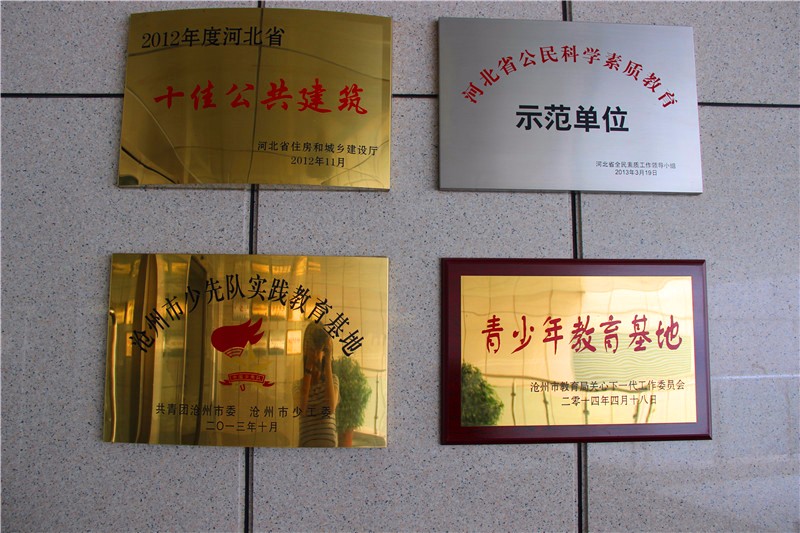 2012年度河北省
十佳公共建筑
河北省住房和城乡建设厅
2012年11月
河北省公民科学素质教育
示范单位
河北省全民素质工作领导小组
2013年3月19日
沧州市少先队实践教育基地
共青团沧州市委 沧州市少工委
二〇一三年十月
青少年教育基地
沧州市教育局关心下一代工作委员会
二零一四年四月十八日